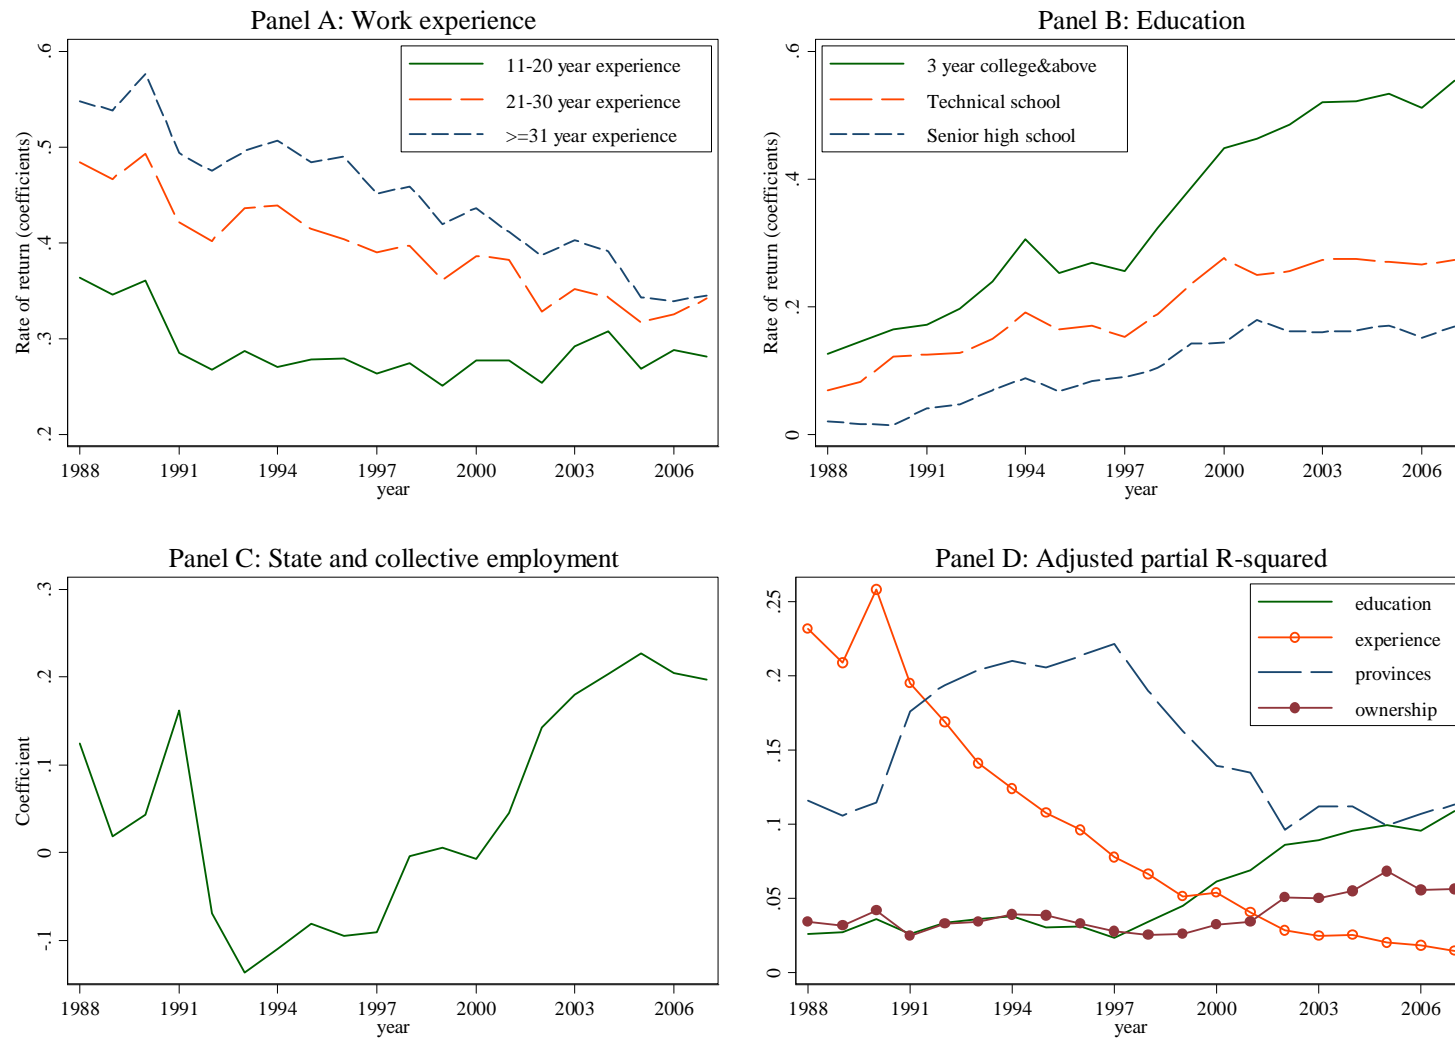 Panel A: Work experience
Rate of return (coefficients)
.6
.5
.4
.3
.2
11-20 year experience
21-30 year experience
>=31 year experience
1988 1991 1994 1997 2000 2003 2006
year
Panel B: Education
Rate of return (coefficients)
.6
.4
.2
0
3 year college&above
Technical school
Senior high school
1988 1991 1994 1997 2000 2003 2006
year
Panel C: State and collective employment
Coefficient
.3
.2
.1
0
-.1
1988 1991 1994 1997 2000 2003 2006
year
Panel D: Adjusted partial R-squared
.25
.2
.15
.1
.05
0
education
experience
provinces
ownership
1988 1991 1994 1997 2000 2003 2006
year